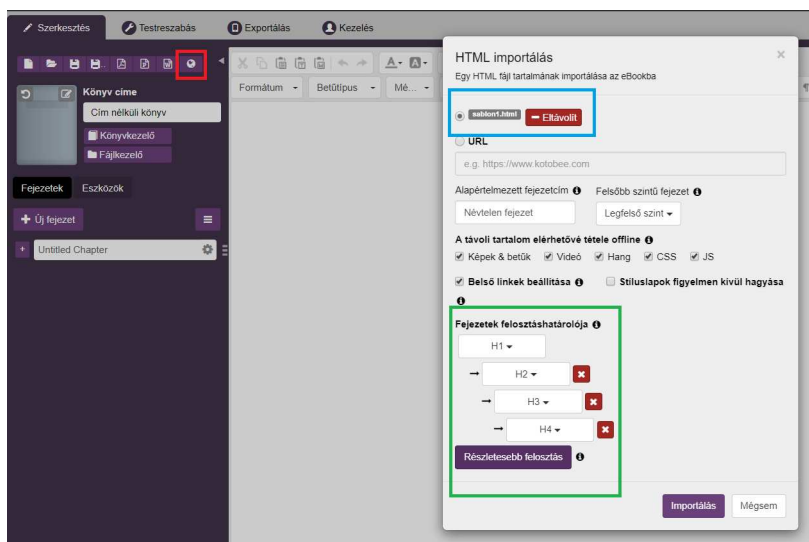 Szerkesztés
Testreszabás
Exportálás
Kezelés
Könyv címe
Cím nélküli könyv
Könyvkezelő
Fájlkezelő
Fejezetek
Eszközök
Új fejezet
Untitled Chapter
Formátum
Betűtípus
Mé...
HTML importálás
Egy HTML fájl tartalmának importálása az eBookba
sablon1.html
Eltávolít
URL
e.g. https://www.kotobee.com
Alapértelmezett fejezetcím
Felsőbb szintű fejezet
Névtelen fejezet
Legfelső szint
A távoli tartalom elérhetővé tétele offline
Képek & betűk
Videó
Hang
CSS
JS
Belső linkek beállítása
Stíluslapok figyelmen kívül hagyása
Fejezetek felosztáshatárolója
H1
H2
H3
H4
Részletesebb felosztás
Importálás
Mégsem